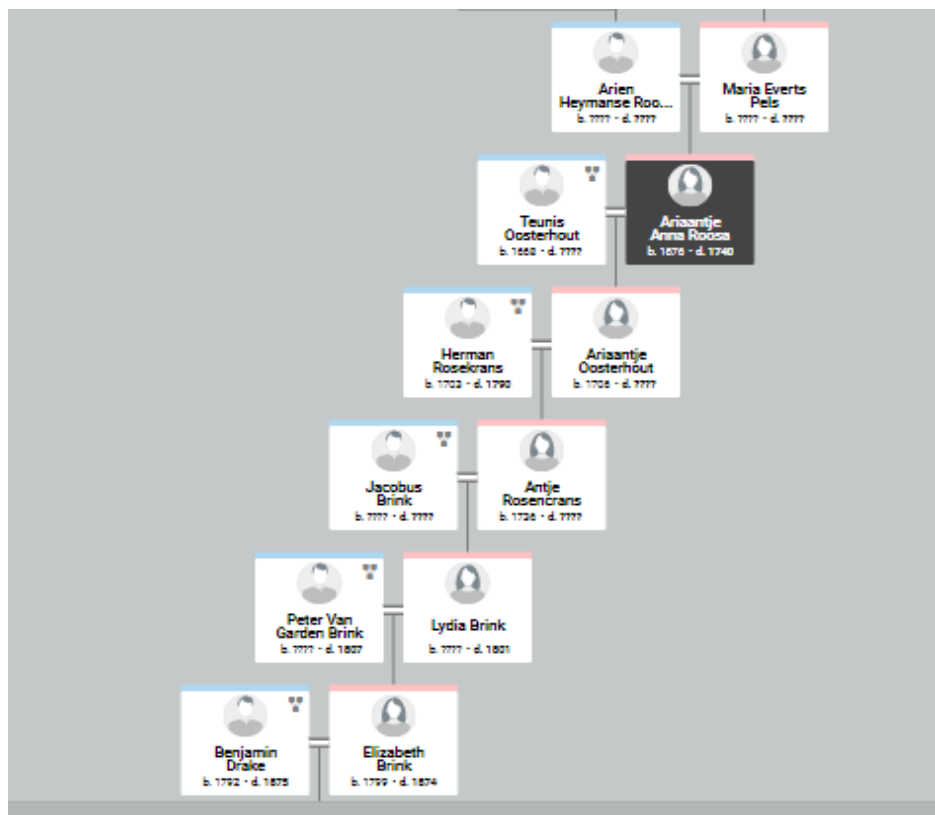 Arien
Heymanse Roo...
b. ???? - d. ????
Maria Everts
Pels
b. ???? - d. ????
Teunis
Oosterhout
b. 1668 - d. ????
Ariaantje
Anna Roosa
b. 1676 - d. 1740
Herman
Rosekrans
b. 1703 - d. 1790
Ariaantje
Oosterhout
b. 1706 - d. ????
Jacobus
Brink
b. ???? - d. ????
Antje
Rosencrans
b. 1736 - d. ????
Peter Van
Garden Brink
b. ???? - d. 1807
Lydia Brink
b. ???? - d. 1801
Benjamin
Drake
b. 1792 - d. 1875
Elizabeth
Brink
b. 1799 - d. 1874